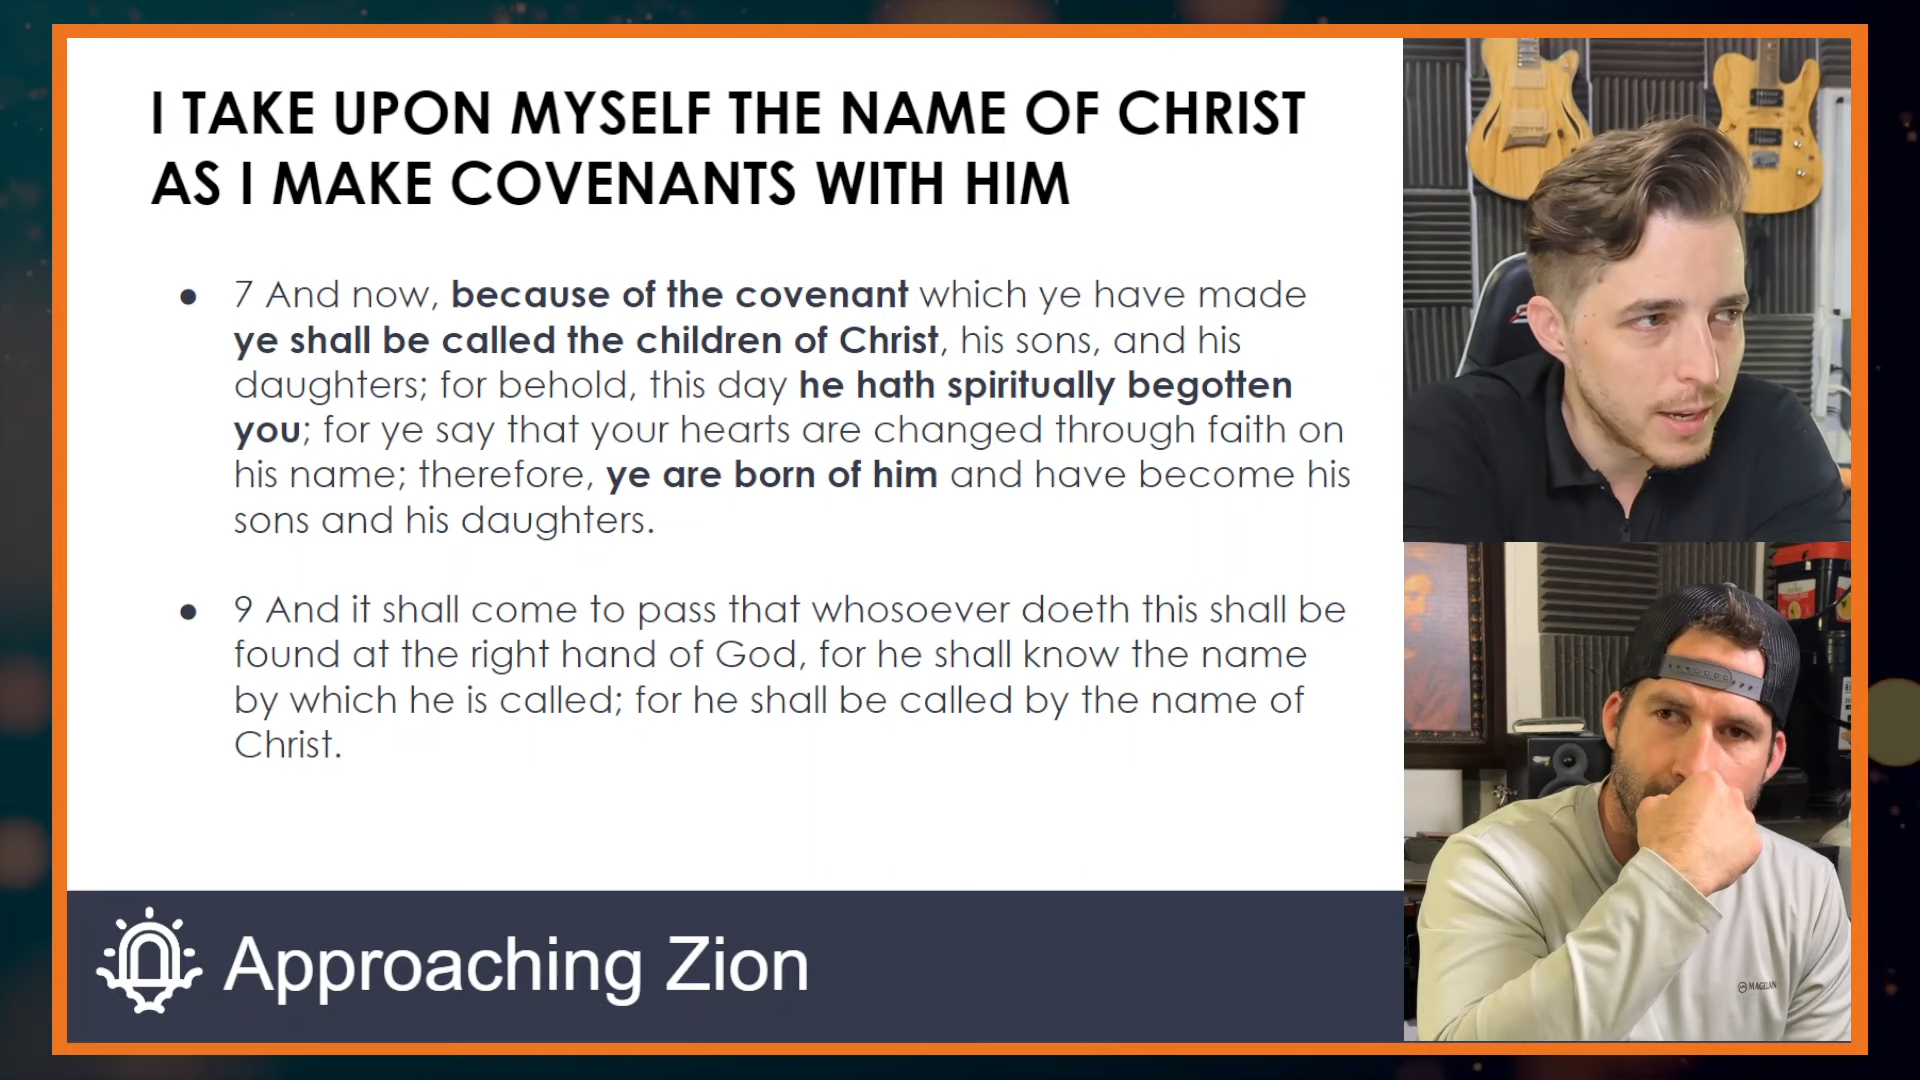 I TAKE UPON MYSELF THE NAME OF CHRIST
AS I MAKE COVENANTS WITH HIM
● 7 And now, because of the covenant which ye have made
ye shall be called the children of Christ, his sons, and his
daughters; for behold, this day he hath spiritually begotten
you; for ye say that your hearts are changed through faith on
his name; therefore, ye are born of him and have become his
sons and his daughters.
● 9 And it shall come to pass that whosoever doeth this shall be
found at the right hand of God, for he shall know the name
by which he is called; for he shall be called by the name of
Christ.
Approaching Zion
MAGELLAN